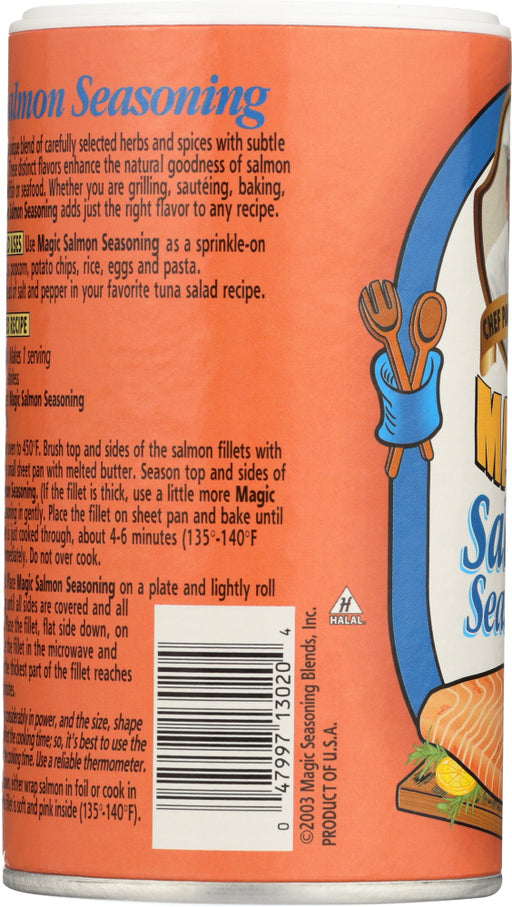 Seasoning
blend of carefully selected herbs and spices with subtle
distinct flavors enhance the natural goodness of salmon
or seafood. Whether you are grilling, sautéing, baking,
Seasoning adds just the right flavor to any recipe.
USES Use Magic Salmon Seasoning as a sprinkle-on
popcorn, potato chips, rice, eggs and pasta.
salt and pepper in your favorite tuna salad recipe.
RECIPE
Makes 1 serving
Magic Salmon Seasoning
to 450°F. Brush top and sides of the salmon fillets with
sheet pan with melted butter. Season top and sides of
Seasoning. (If the fillet is thick, use a little more Magic
in gently. Place the fillet on sheet pan and bake until
just cooked through, about 4-6 minutes (135°-140°F
Do not over cook.
Magic Salmon Seasoning on a plate and lightly roll
until all sides are covered and all
the fillet, flat side down, on
the fillet in the microwave and
thickest part of the fillet reaches
in power, and the size, shape
the cooking time; so, it's best to use the
cooking time. Use a reliable thermometer.
either wrap salmon in foil or cook in
is soft and pink inside (135°-140°F).
0 47997 13020 4
©2003 Magic Seasoning Blends, Inc.
PRODUCT OF U.S.A.
H
HALAL
CHEF